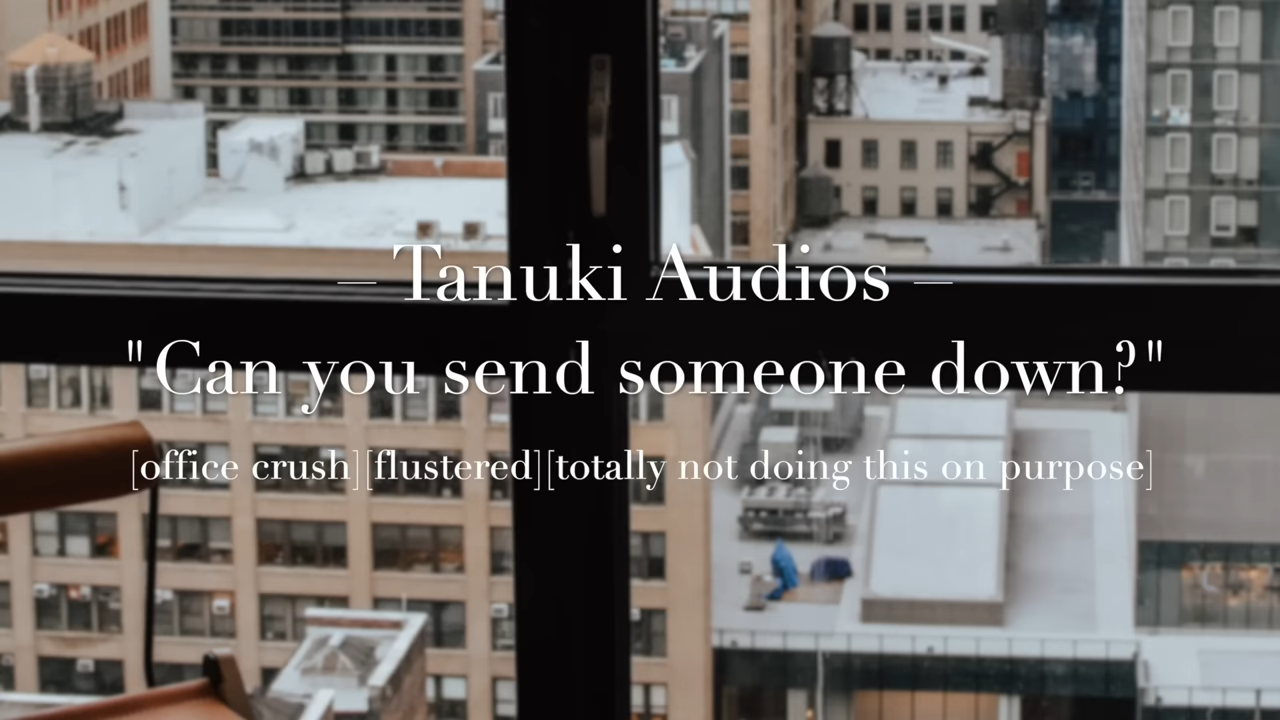 — Tanuki Audios —
"Can you send someone down?"
[office crush][flustered][totally not doing this on purpose]